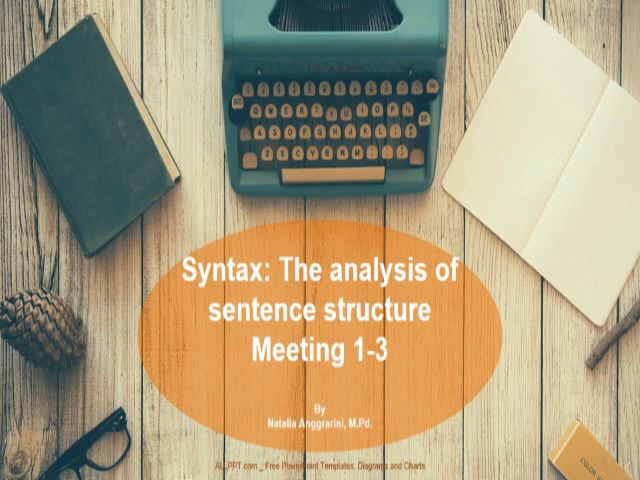 Syntax: The analysis of
sentence structure
Meeting 1-3
By
Natalia Anggrarini, M.Pd.
ALLPPT.com _ Free PowerPoint Templates, Diagrams and Charts